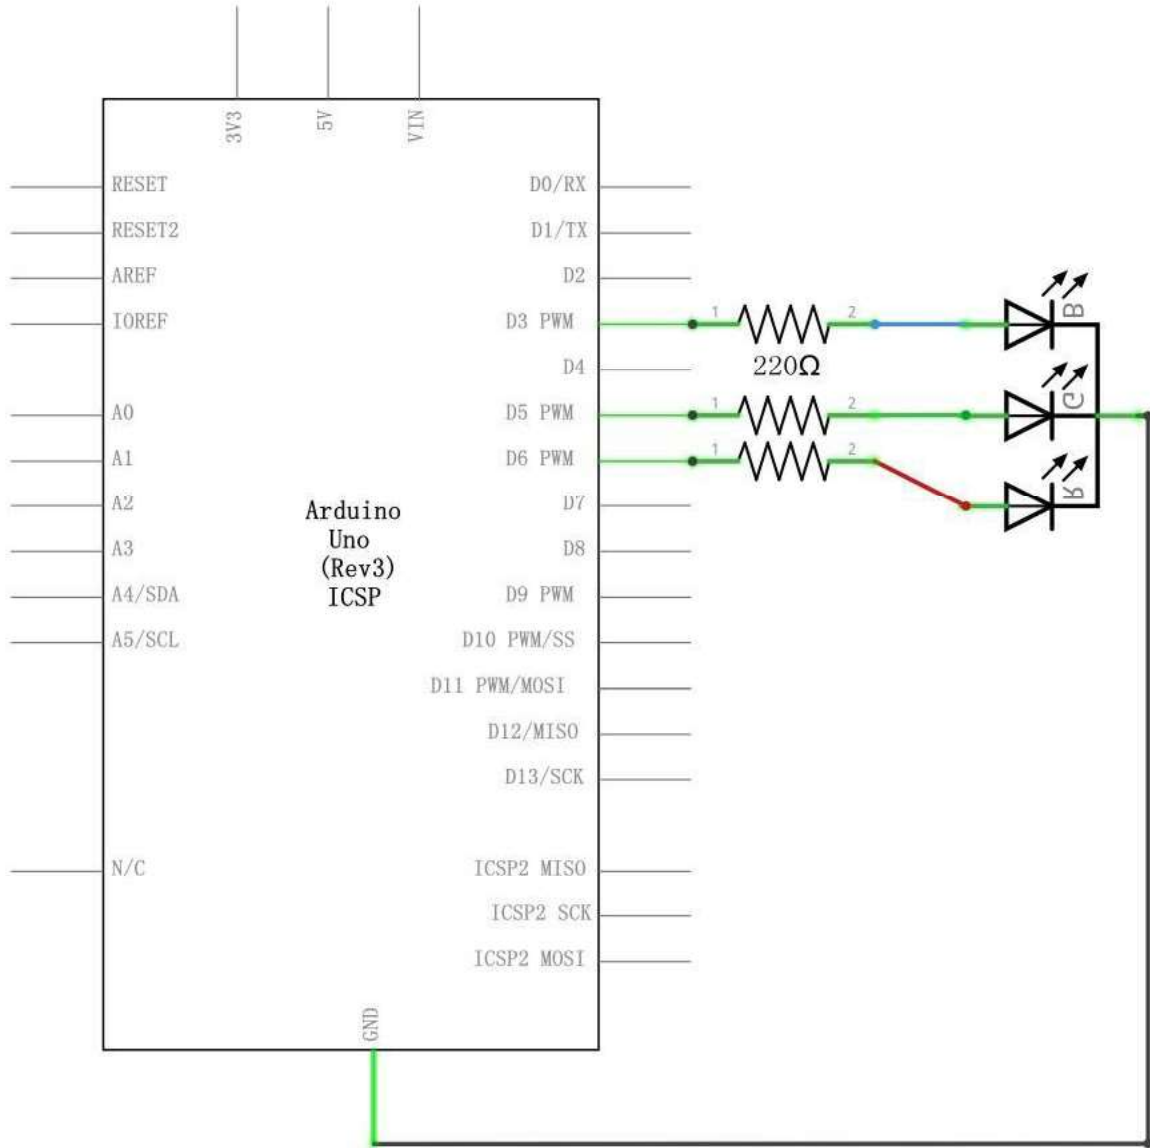 3V3
5V
VIN
RESET
D0/RX
RESET2
D1/TX
AREF
D2
IOREF
D3 PWM
1
2
B
D4
220Ω
A0
D5 PWM
1
2
G
A1
D6 PWM
1
2
R
A2
D7
A3
D8
Arduino
Uno
(Rev3)
ICSP
A4/SDA
D9 PWM
A5/SCL
D10 PWM/SS
D11 PWM/MOSI
D12/MISO
D13/SCK
N/C
ICSP2 MISO
ICSP2 SCK
ICSP2 MOSI
GND